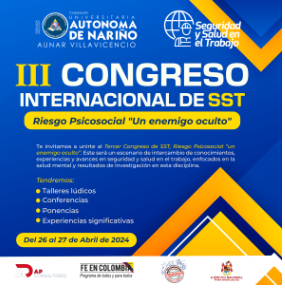 FUNDACIÓN
UNIVERSITARIA
AUTONOMA
DE NARIÑO
AUNAR VILLAVICENCIO
Seguridad
y Salud en
el Trabajo
III CONGRESO
INTERNACIONAL DE SST
Riesgo Psicosocial "Un enemigo oculto"
Te invitamos a unirte al Tercer Congreso de SST, Riesgo Psicosocial "un
enemigo oculto". Este será un escenario de intercambio de conocimientos,
experiencias y avances en seguridad y salud en el trabajo, enfocados en la
salud mental y resultados de investigación en esta disciplina.
Tendremos:
Talleres lúdicos
Conferencias
Ponencias
Experiencias significativas
Del 26 al 27 de Abril de 2024
AP
FE EN COLOMBIA